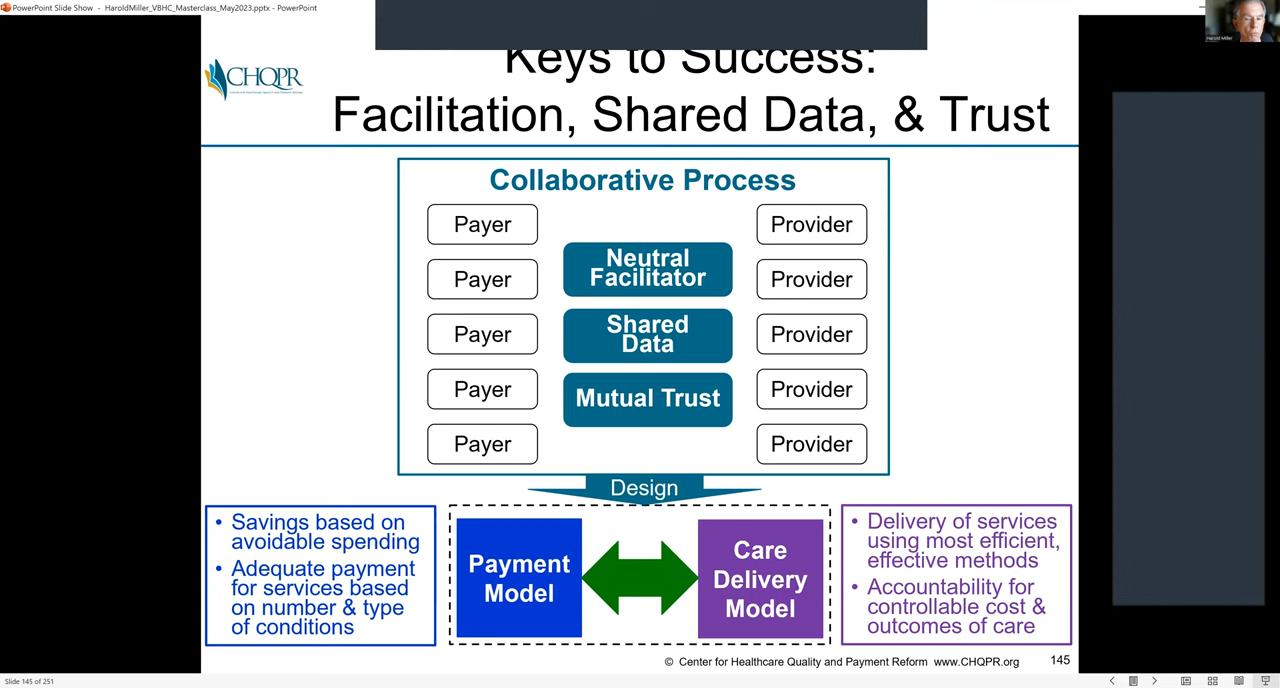 PowerPoint Slide Show - HaroldMiller_VBHC_Masterclass_May2023.pptx - PowerPoint
Harold Miller
CHQPR
Keys to Success:
Facilitation, Shared Data, & Trust
Collaborative Process
Payer
Payer
Payer
Payer
Payer
Neutral
Facilitator
Shared
Data
Mutual Trust
Provider
Provider
Provider
Provider
Provider
Design
• Savings based on
avoidable spending
• Adequate payment
for services based
on number & type
of conditions
Payment
Model
Care
Delivery
Model
• Delivery of services
using most efficient,
effective methods
• Accountability for
controllable cost &
outcomes of care
© Center for Healthcare Quality and Payment Reform www.CHQPR.org
145
Slide 145 of 251